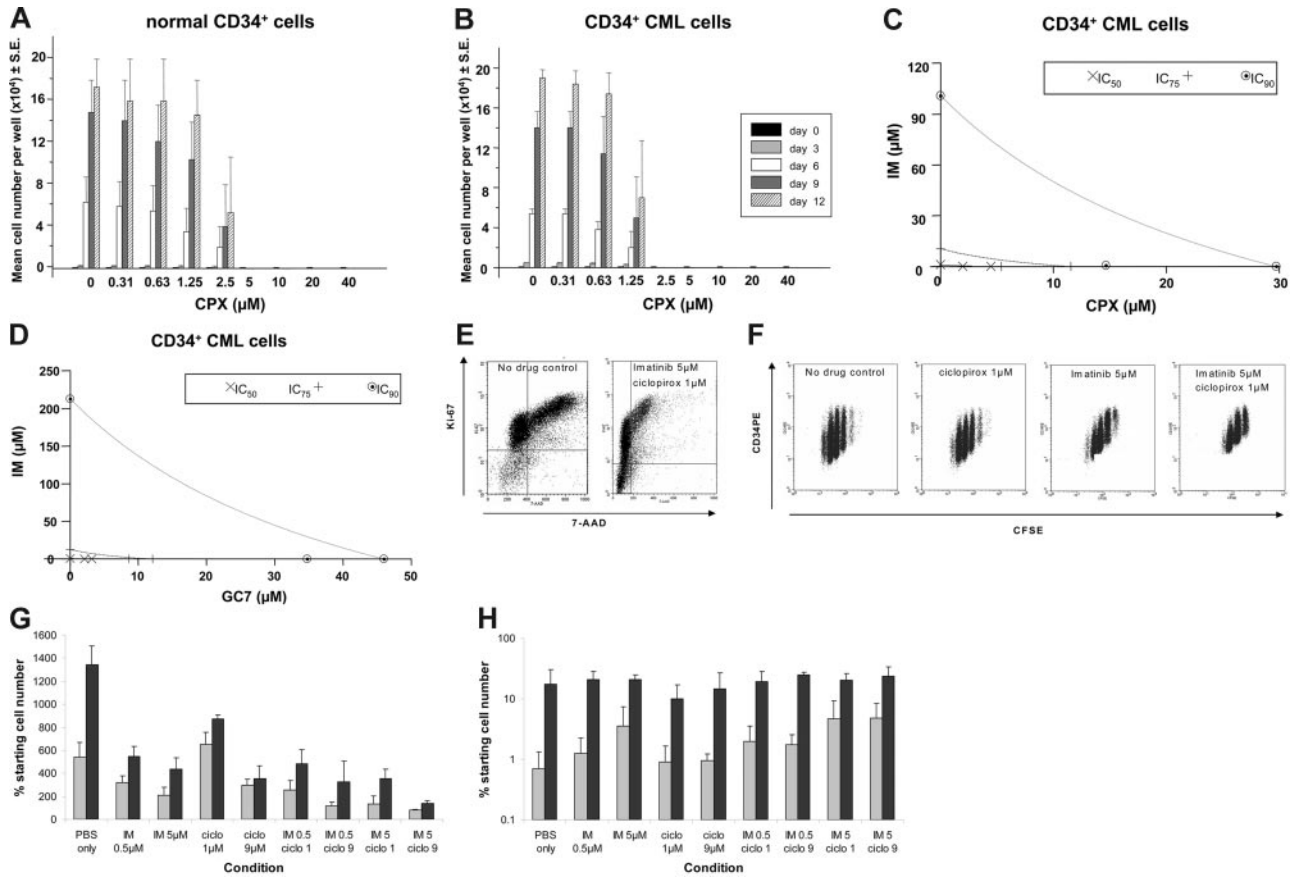 A
normal CD34⁺ cells
Mean cell number per well (x10⁴) ± S.E.
20
16
12
8
4
0
0 0.31 0.63 1.25 2.5 5 10 20 40
CPX (µM)
B
CD34⁺ CML cells
Mean cell number per well (x10⁴) ± S.E.
20
16
12
8
4
0
day 0
day 3
day 6
day 9
day 12
0 0.31 0.63 1.25 2.5 5 10 20 40
CPX (µM)
C
CD34⁺ CML cells
IC50 IC75 IC90
IM (µM)
120
90
60
30
0
0 10 20 30
CPX (µM)
D
CD34⁺ CML cells
IC50 IC75 IC90
IM (µM)
250
200
150
100
50
0
0 10 20 30 40 50
GC7 (µM)
E
Ki-67
No drug control
Imatinib 5µM
ciclopirox 1µM
0 200 400 600 800 1000
7-AAD
F
CD34PE
No drug control
ciclopirox 1µM
Imatinib 5µM
Imatinib 5µM
ciclopirox 1µM
CFSE
G
% starting cell number
1600
1400
1200
1000
800
600
400
200
0
PBS only
IM 0.5µM
IM 5µM
ciclo 1µM
ciclo 9µM
IM 0.5 ciclo 1
IM 0.5 ciclo 9
IM 5 ciclo 1
IM 5 ciclo 9
Condition
H
% starting cell number
100
10
1
0.1
PBS only
IM 0.5µM
IM 5µM
ciclo 1µM
ciclo 9µM
IM 0.5 ciclo 1
IM 0.5 ciclo 9
IM 5 ciclo 1
IM 5 ciclo 9
Condition